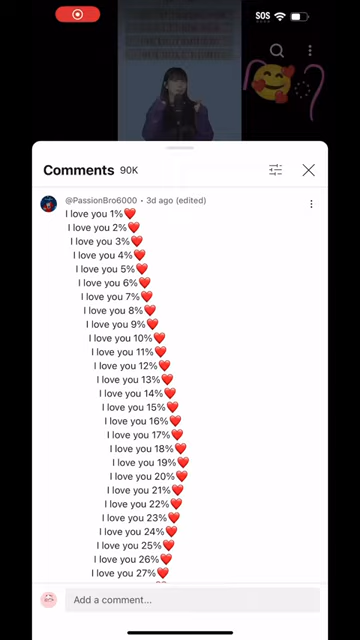 SOS
Comments 90K
@PassionBro6000 • 3d ago (edited)
I love you 1%❤️
I love you 2%❤️
I love you 3%❤️
I love you 4%❤️
I love you 5%❤️
I love you 6%❤️
I love you 7%❤️
I love you 8%❤️
I love you 9%❤️
I love you 10%❤️
I love you 11%❤️
I love you 12%❤️
I love you 13%❤️
I love you 14%❤️
I love you 15%❤️
I love you 16%❤️
I love you 17%❤️
I love you 18%❤️
I love you 19%❤️
I love you 20%❤️
I love you 21%❤️
I love you 22%❤️
I love you 23%❤️
I love you 24%❤️
I love you 25%❤️
I love you 26%❤️
I love you 27%❤️
Add a comment...